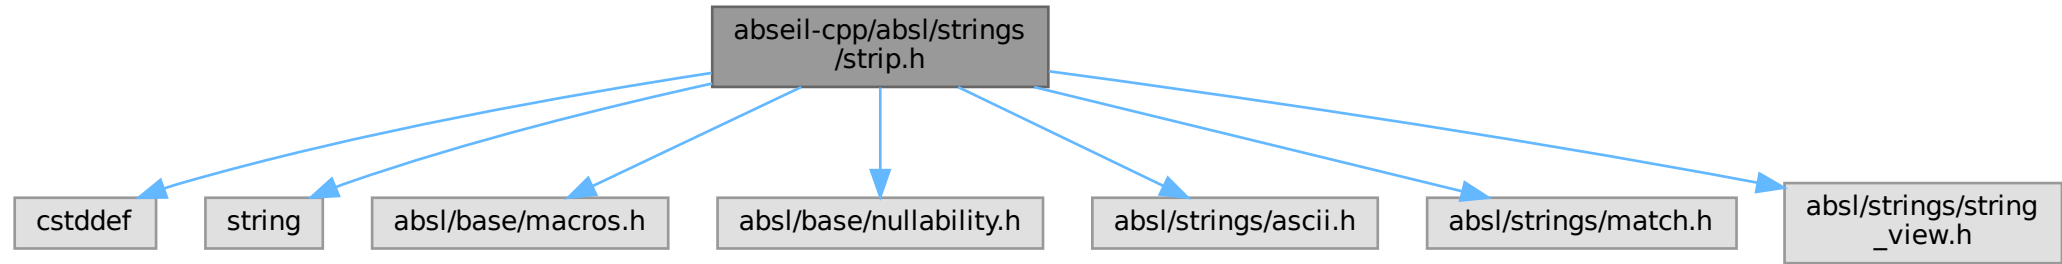 abseil-cpp/absl/strings
/strip.h
cstddef
string
absl/base/macros.h
absl/base/nullability.h
absl/strings/ascii.h
absl/strings/match.h
absl/strings/string
_view.h